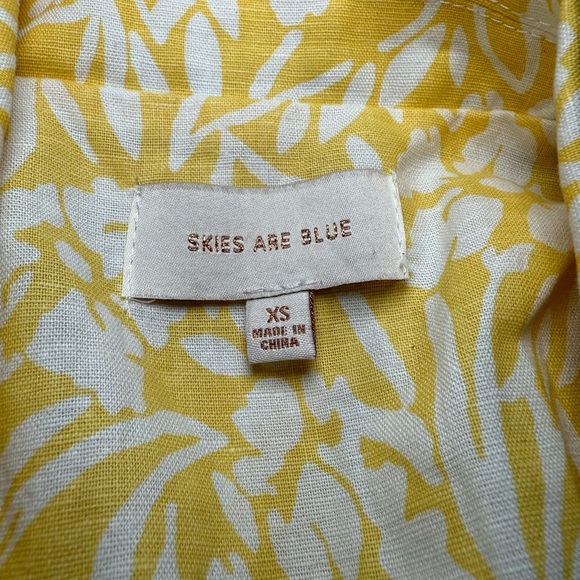 SKIES ARE BLUE
XS
MADE IN
CHINA